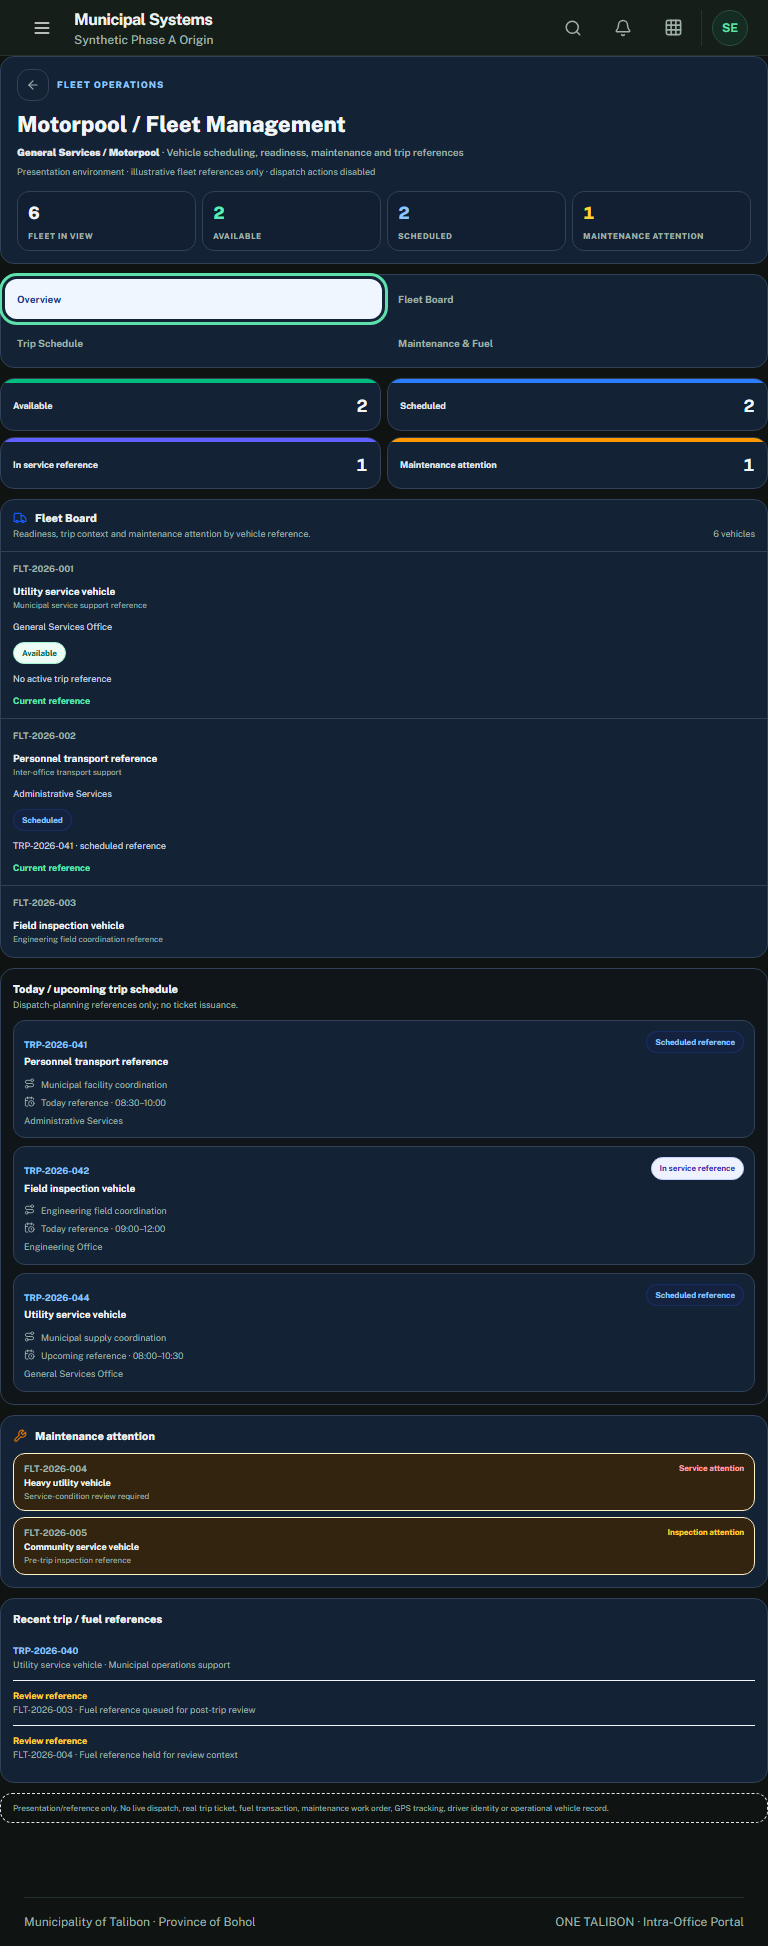 Municipal Systems
Synthetic Phase A Origin
SE
FLEET OPERATIONS
Motorpool / Fleet Management
General Services / Motorpool · Vehicle scheduling, readiness, maintenance and trip references
Presentation environment · illustrative fleet references only · dispatch actions disabled
6
FLEET IN VIEW
2
AVAILABLE
2
SCHEDULED
1
MAINTENANCE ATTENTION
Overview
Fleet Board
Trip Schedule
Maintenance & Fuel
Available 2
Scheduled 2
In service reference 1
Maintenance attention 1
Fleet Board
Readiness, trip context and maintenance attention by vehicle reference.
6 vehicles
FLT-2026-001
Utility service vehicle
Municipal service support reference
General Services Office
Available
No active trip reference
Current reference
FLT-2026-002
Personnel transport reference
Inter-office transport support
Administrative Services
Scheduled
TRP-2026-041 · scheduled reference
Current reference
FLT-2026-003
Field inspection vehicle
Engineering field coordination reference
Today / upcoming trip schedule
Dispatch-planning references only; no ticket issuance.
TRP-2026-041
Scheduled reference
Personnel transport reference
Municipal facility coordination
Today reference · 08:30–10:00
Administrative Services
TRP-2026-042
In service reference
Field inspection vehicle
Engineering field coordination
Today reference · 09:00–12:00
Engineering Office
TRP-2026-044
Scheduled reference
Utility service vehicle
Municipal supply coordination
Upcoming reference · 08:00–10:30
General Services Office
Maintenance attention
FLT-2026-004
Service attention
Heavy utility vehicle
Service-condition review required
FLT-2026-005
Inspection attention
Community service vehicle
Pre-trip inspection reference
Recent trip / fuel references
TRP-2026-040
Utility service vehicle · Municipal operations support
Review reference
FLT-2026-003 · Fuel reference queued for post-trip review
Review reference
FLT-2026-004 · Fuel reference held for review context
Presentation/reference only. No live dispatch, real trip ticket, fuel transaction, maintenance work order, GPS tracking, driver identity or operational vehicle record.
Municipality of Talibon · Province of Bohol
ONE TALIBON · Intra-Office Portal